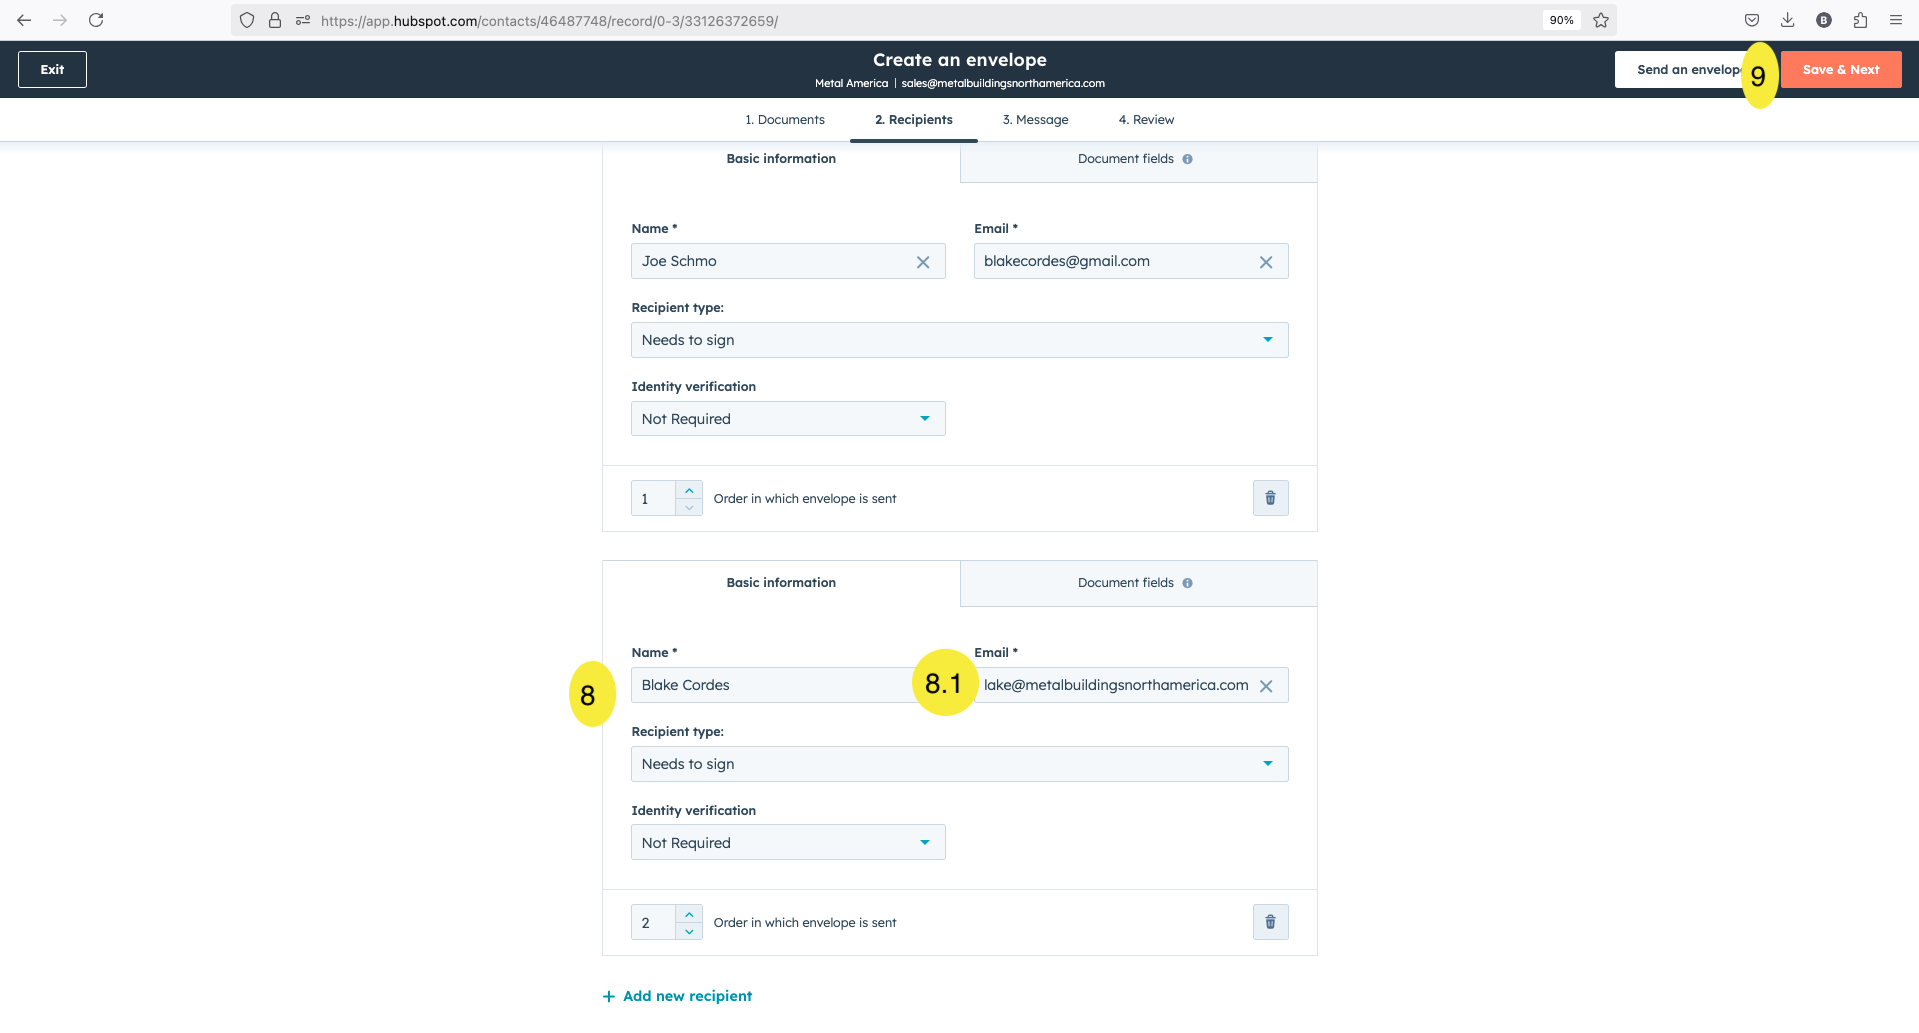 https://app.hubspot.com/contacts/46487748/record/0-3/33126372659/
90%
B
Exit
Create an envelope
Metal America | sales@metalbuildingsnorthamerica.com
Send an envelop
9
Save & Next
1. Documents
2. Recipients
3. Message
4. Review
Basic information
Document fields
Name *
Email *
Joe Schmo
blakecordes@gmail.com
Recipient type:
Needs to sign
Identity verification
Not Required
1
Order in which envelope is sent
Basic information
Document fields
Name *
Email *
8
Blake Cordes
8.1
lake@metalbuildingsnorthamerica.com
Recipient type:
Needs to sign
Identity verification
Not Required
2
Order in which envelope is sent
+ Add new recipient